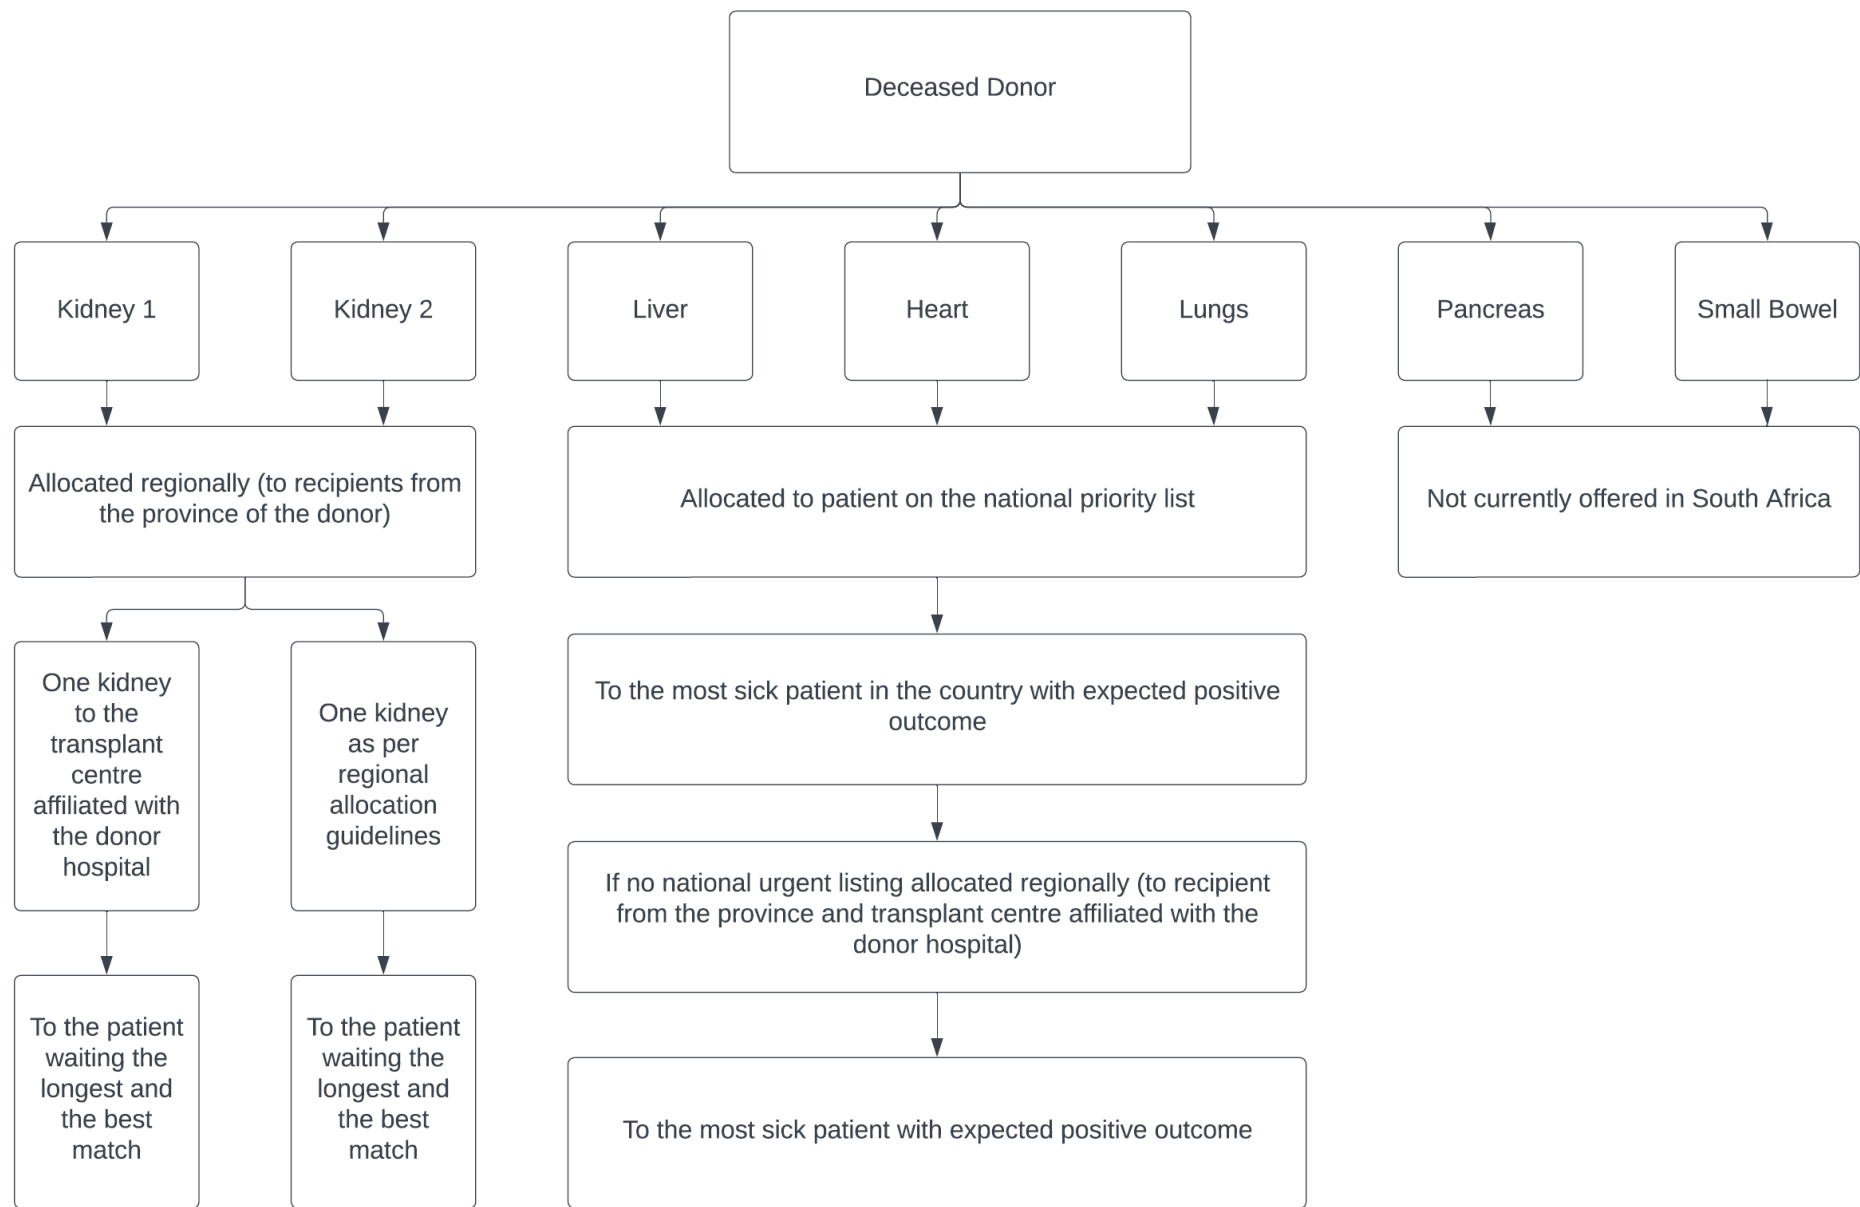 Deceased Donor
Kidney 1
Kidney 2
Liver
Heart
Lungs
Pancreas
Small Bowel
Allocated regionally (to recipients from
the province of the donor)
Allocated to patient on the national priority list
Not currently offered in South Africa
One kidney
to the
transplant
centre
affiliated with
the donor
hospital
One kidney
as per
regional
allocation
guidelines
To the most sick patient in the country with expected positive
outcome
If no national urgent listing allocated regionally (to recipient
from the province and transplant centre affiliated with the
donor hospital)
To the patient
waiting the
longest and
the best
match
To the patient
waiting the
longest and
the best
match
To the most sick patient with expected positive outcome